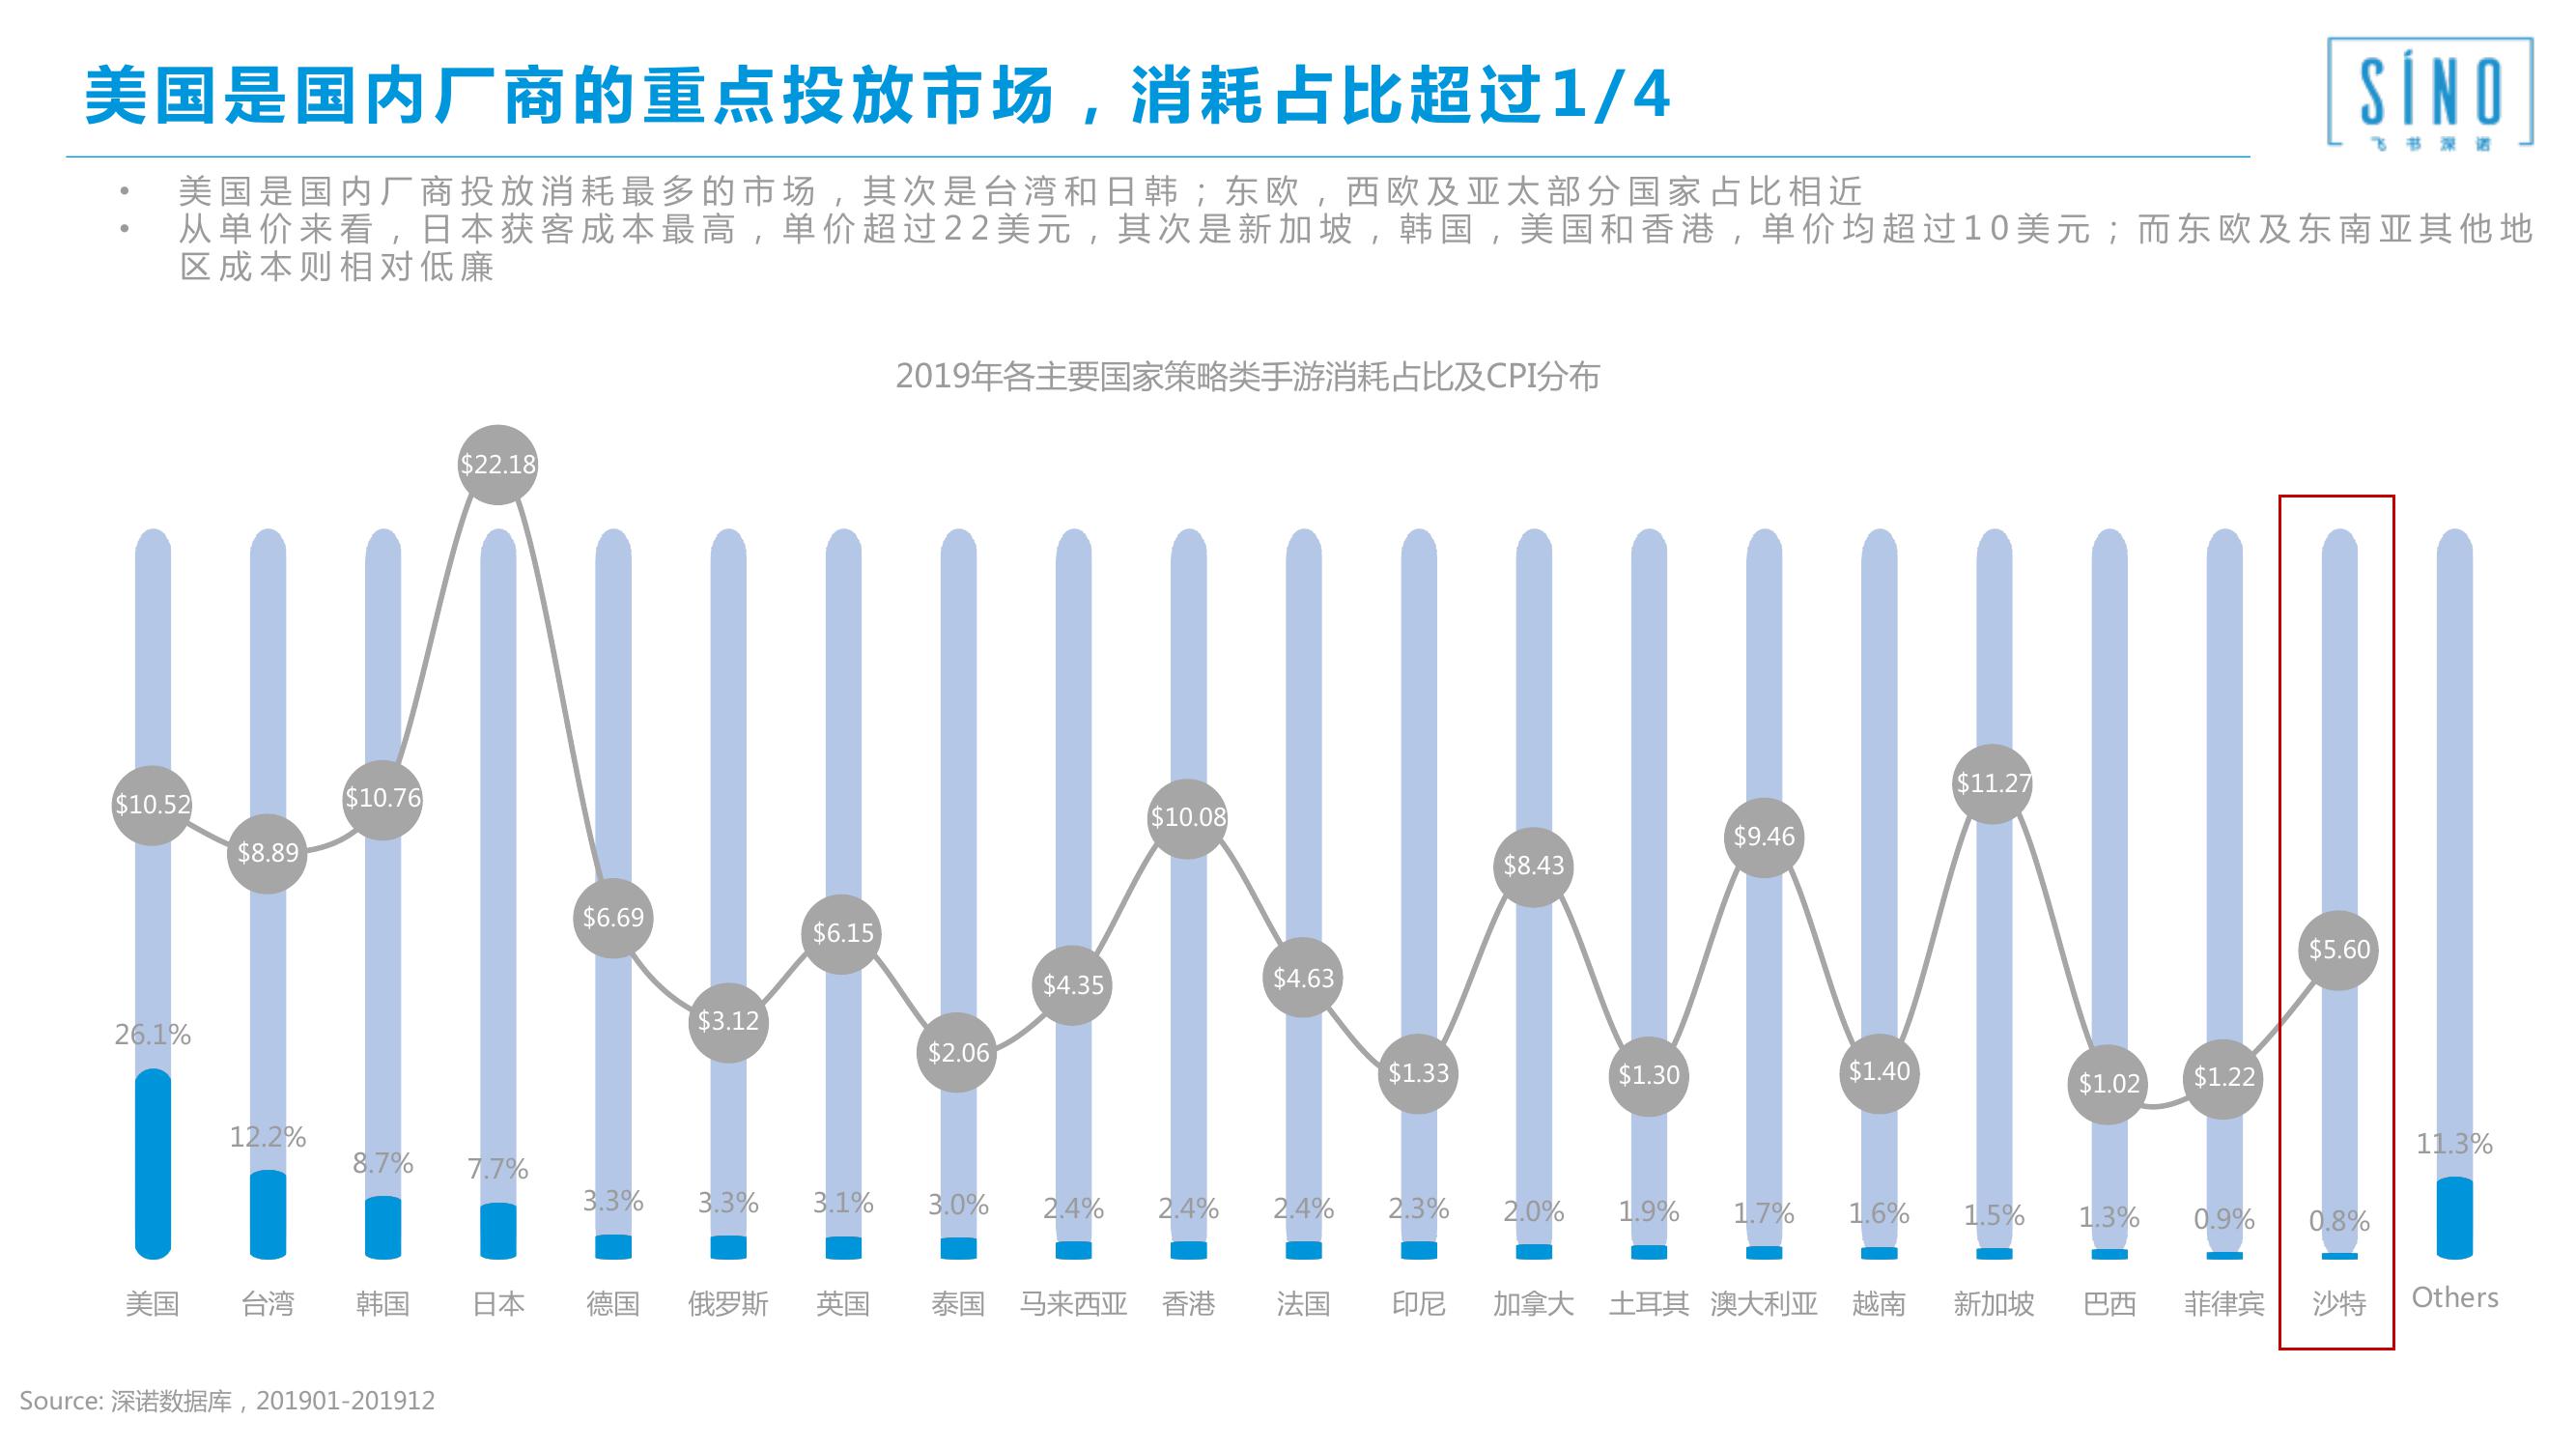 美国是国内厂商的重点投放市场，消耗占比超过1/4
SÍNO
飞书深诺
• 美国是国内厂商投放消耗最多的市场，其次是台湾和日韩；东欧，西欧及亚太部分国家占比相近
• 从单价来看，日本获客成本最高，单价超过22美元，其次是新加坡，韩国，美国和香港，单价均超过10美元；而东欧及东南亚其他地
区成本则相对低廉
2019年各主要国家策略类手游消耗占比及CPI分布
$10.52 $8.89 $10.76 $22.18 $6.69 $3.12 $6.15 $2.06 $4.35 $10.08 $4.63 $1.33 $8.43 $1.30 $9.46 $1.40 $11.27 $1.02 $1.22 $5.60
26.1% 12.2% 8.7% 7.7% 3.3% 3.3% 3.1% 3.0% 2.4% 2.4% 2.4% 2.3% 2.0% 1.9% 1.7% 1.6% 1.5% 1.3% 0.9% 0.8% 11.3%
美国 台湾 韩国 日本 德国 俄罗斯 英国 泰国 马来西亚 香港 法国 印尼 加拿大 土耳其 澳大利亚 越南 新加坡 巴西 菲律宾 沙特 Others
Source: 深诺数据库，201901-201912